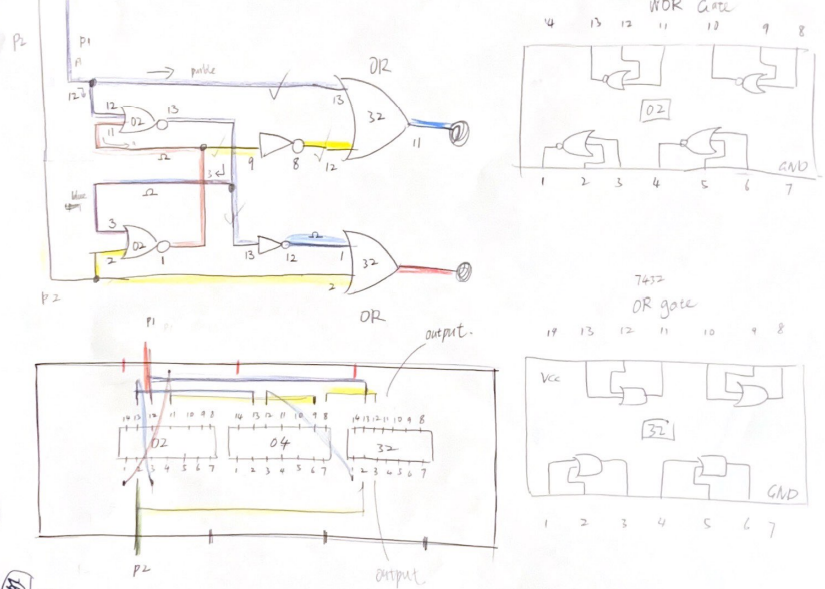 P2
P1
A
purble
OR
WOR Gate
14 13 12 11 10 9 8
02
1 2 3 4 5 6 GND 7
12
12 02 13
11
Ω
13
32
11
9 8 12
3
Ω
3
02
2 1
13 12 Ω 1
32
2
P2
OR
7432
OR gate
19 13 12 11 10 9 8
Vcc
32
GND
1 2 3 4 5 6 7
P1
output.
14 13 12 11 10 9 8
02
1 2 3 4 5 6 7
14 13 12 11 10 9 8
04
1 2 3 4 5 6 7
14 13 12 11 10 9 8
32
1 2 3 4 5 6 7
P2
output